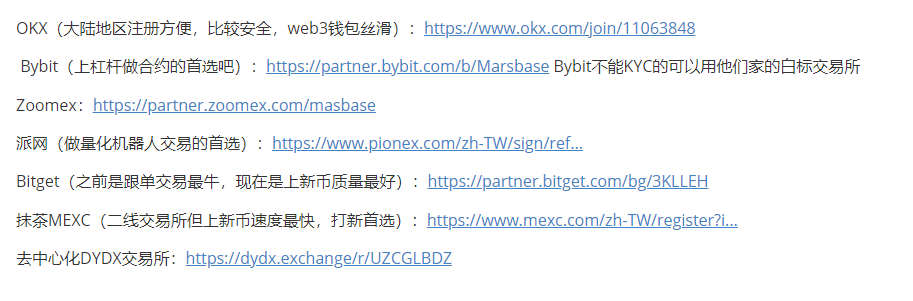 OKX（大陆地区注册方便，比较安全，web3钱包丝滑）：https://www.okx.com/join/11063848
Bybit（上杠杆做合约的首选吧）：https://partner.bybit.com/b/Marsbase Bybit不能KYC的可以用他们家的白标交易所
Zoomex：https://partner.zoomex.com/masbase
派网（做量化机器人交易的首选）：https://www.pionex.com/zh-TW/sign/ref...
Bitget（之前是跟单交易最牛，现在是上新币质量最好）：https://partner.bitget.com/bg/3KLLEH
抹茶MEXC（二线交易所但上新币速度最快，打新首选）：https://www.mexc.com/zh-TW/register?i...
去中心化DYDX交易所：https://dydx.exchange/r/UZCGLBDZ